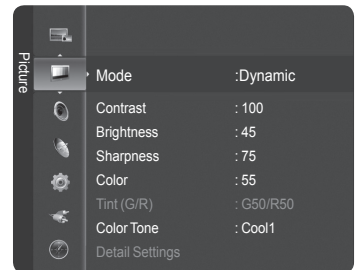 Picture
Mode :Dynamic
Contrast : 100
Brightness : 45
Sharpness : 75
Color : 55
Tint (G/R) : G50/R50
Color Tone : Cool1
Detail Settings